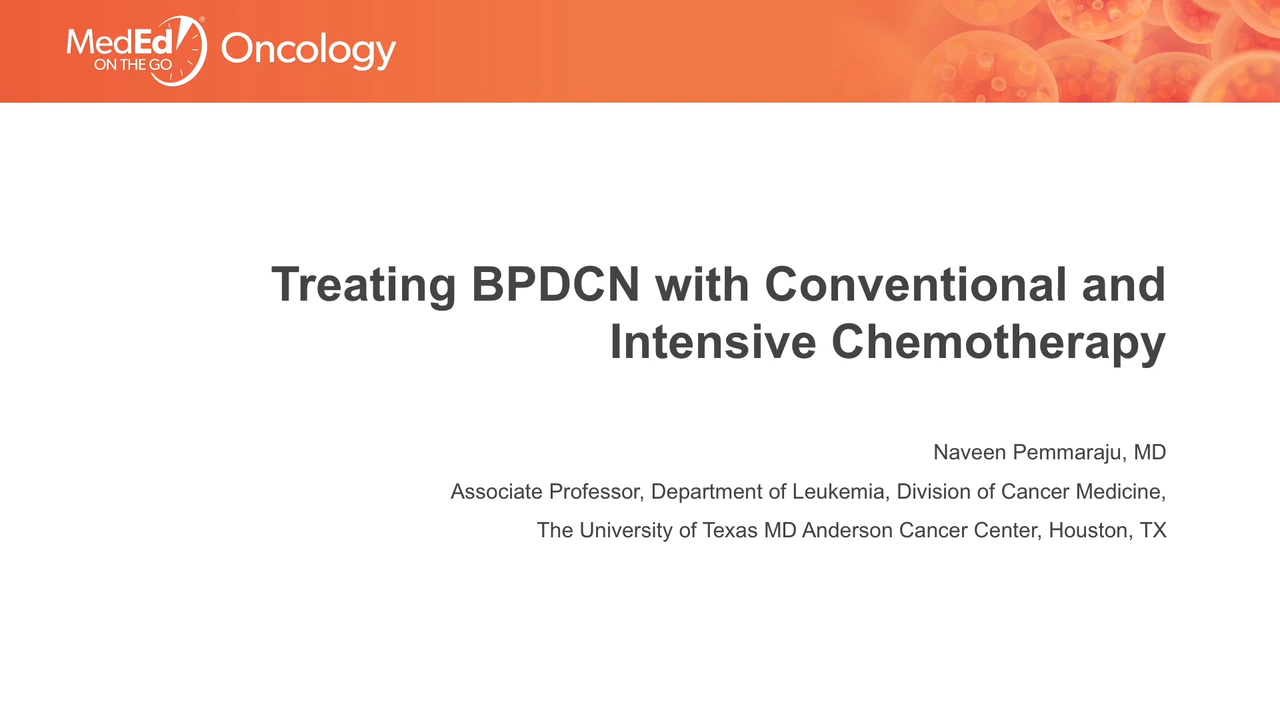 MedEd
ON THE GO
®
Oncology
Treating BPDCN with Conventional and
Intensive Chemotherapy
Naveen Pemmaraju, MD
Associate Professor, Department of Leukemia, Division of Cancer Medicine,
The University of Texas MD Anderson Cancer Center, Houston, TX